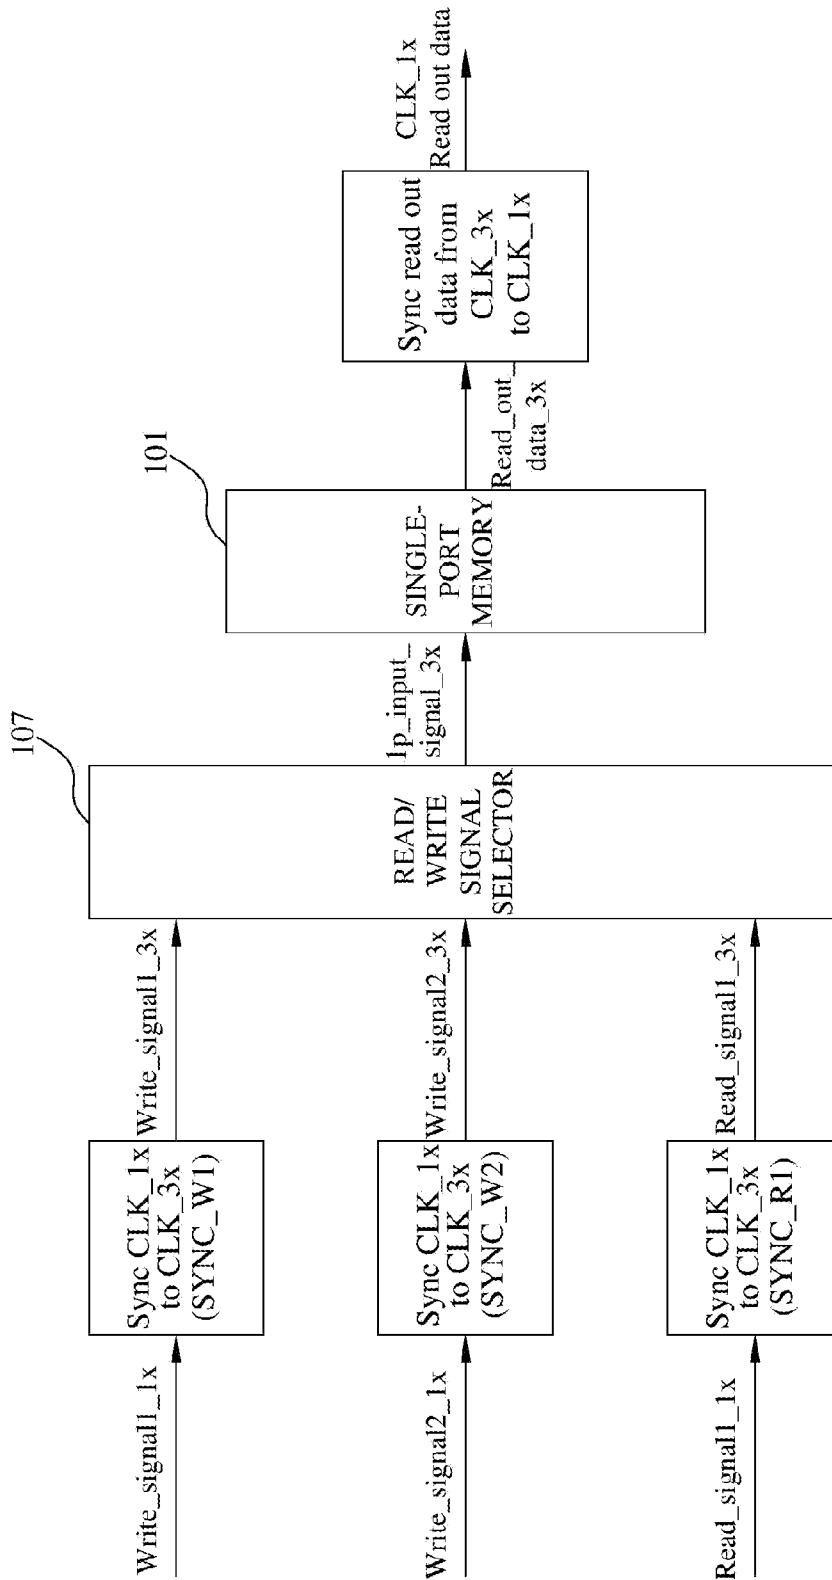 Write_signal1_1x
Sync CLK_1x
to CLK_3x
(SYNC_W1)
Write_signal1_3x
Write_signal2_1x
Sync CLK_1x
to CLK_3x
(SYNC_W2)
Write_signal2_3x
Read_signal1_1x
Sync CLK_1x
to CLK_3x
(SYNC_R1)
Read_signal1_3x
107
READ/
WRITE
SIGNAL
SELECTOR
1p_input_
signal_3x
101
SINGLE-
PORT
MEMORY
Read_out_
data_3x
Sync read out
data from
CLK_3x
to CLK_1x
CLK_1x
Read out data